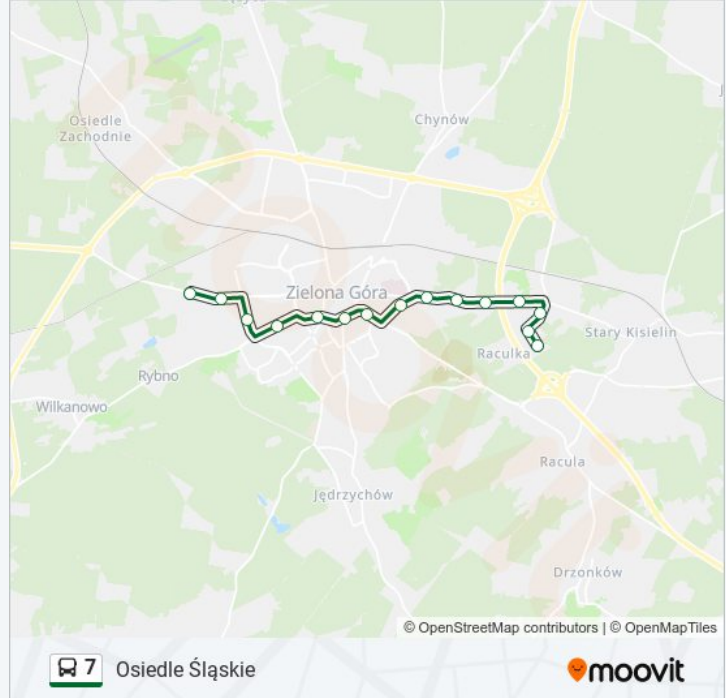 Osiedle
Zachodnie
Chynów
Zielona Góra
Stary Kisielin
Raculka
Rybno
Wilkanowo
Racula
Jędrzychów
Drzonków
© OpenStreetMap contributors | © OpenMapTiles
7 Osiedle Śląskie
moovit